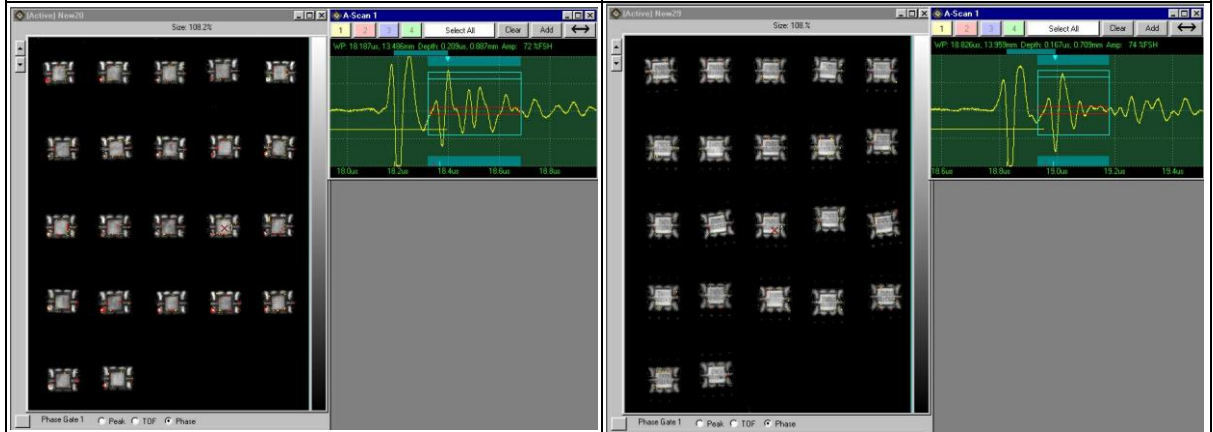 (Active) New20
Size: 108.2%
Phase Gate 1 Peak TOF Phase
A-Scan 1
1 2 3 4 Select All Clear Add
WP: 18.187us, 13.486mm Depth: 0.209us, 0.887mm Amp: 72 %FSH
18.0us 18.2us 18.4us 18.6us 18.8us
(Active) New29
Size: 108.%
Phase Gate 1 Peak TOF Phase
A-Scan 1
1 2 3 4 Select All Clear Add
WP: 18.826us, 13.959mm Depth: 0.167us, 0.709mm Amp: 74 %FSH
18.6us 18.8us 19.0us 19.2us 19.4us